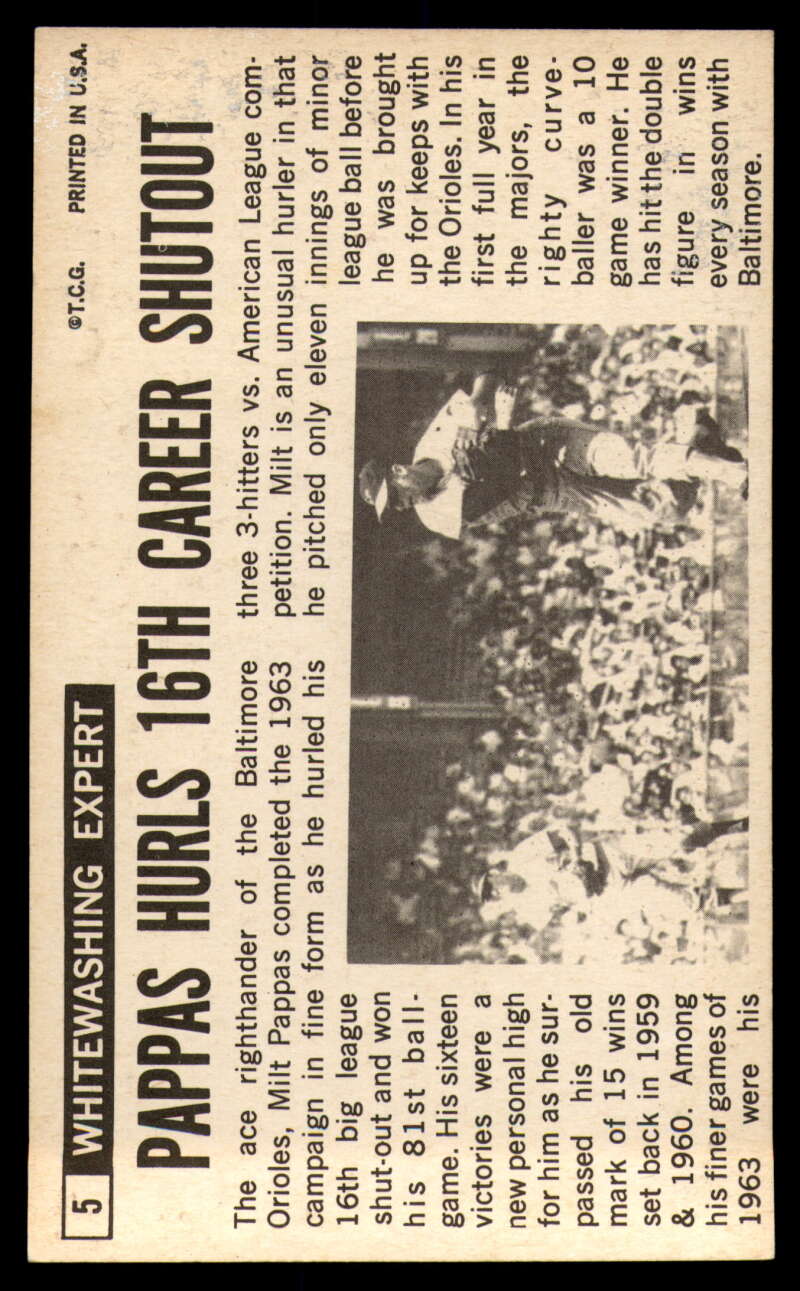 5 WHITEWASHING EXPERT
©T.C.G. PRINTED IN U.S.A.
PAPPAS HURLS 16TH CAREER SHUTOUT
The ace righthander of the Baltimore
Orioles, Milt Pappas completed the 1963
campaign in fine form as he hurled his
16th big league
shut-out and won
his 81st ball-
game. His sixteen
victories were a
new personal high
for him as he sur-
passed his old
mark of 15 wins
set back in 1959
& 1960. Among
his finer games of
1963 were his
three 3-hitters vs. American League com-
petition. Milt is an unusual hurler in that
he pitched only eleven innings of minor
league ball before
he was brought
up for keeps with
the Orioles. In his
first full year in
the majors, the
righty curve-
baller was a 10
game winner. He
has hit the double
figure in wins
every season with
Baltimore.